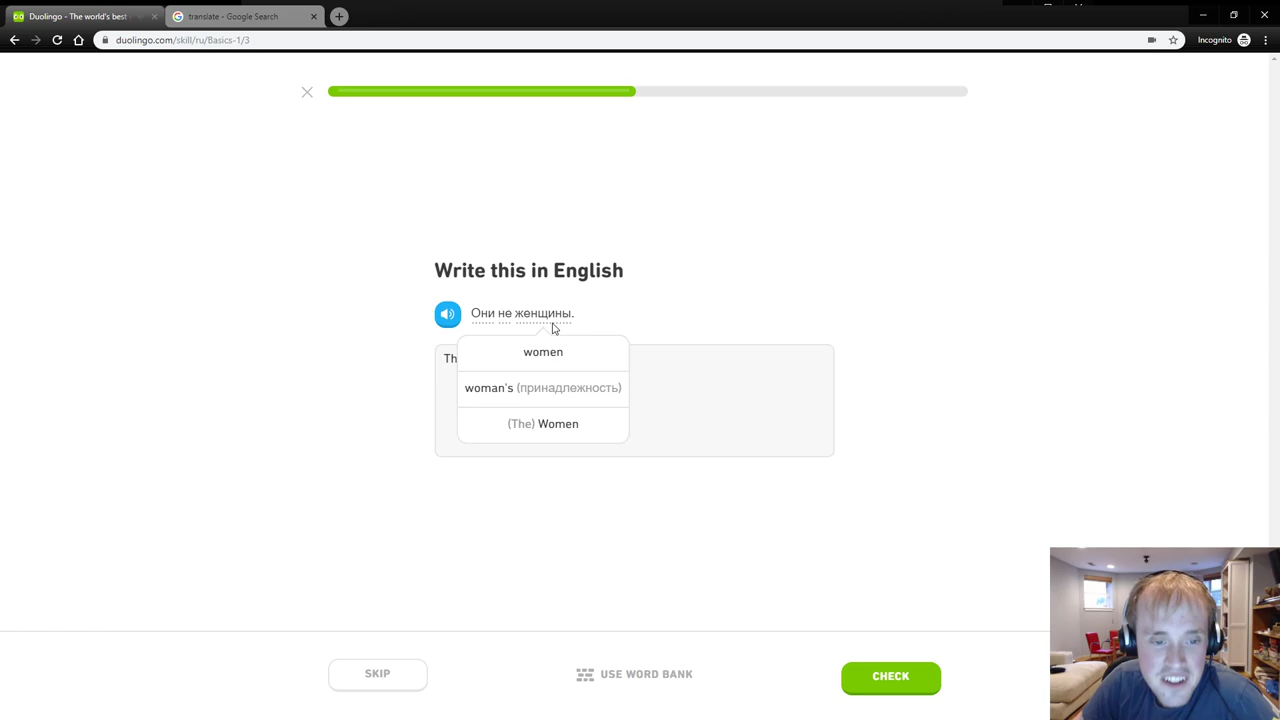 Duolingo - The world's best
translate - Google Search
duolingo.com/skill/ru/Basics-1/3
Incognito
Write this in English
Они не женщины.
Th
women
woman's (принадлежность)
(The) Women
SKIP
USE WORD BANK
CHECK